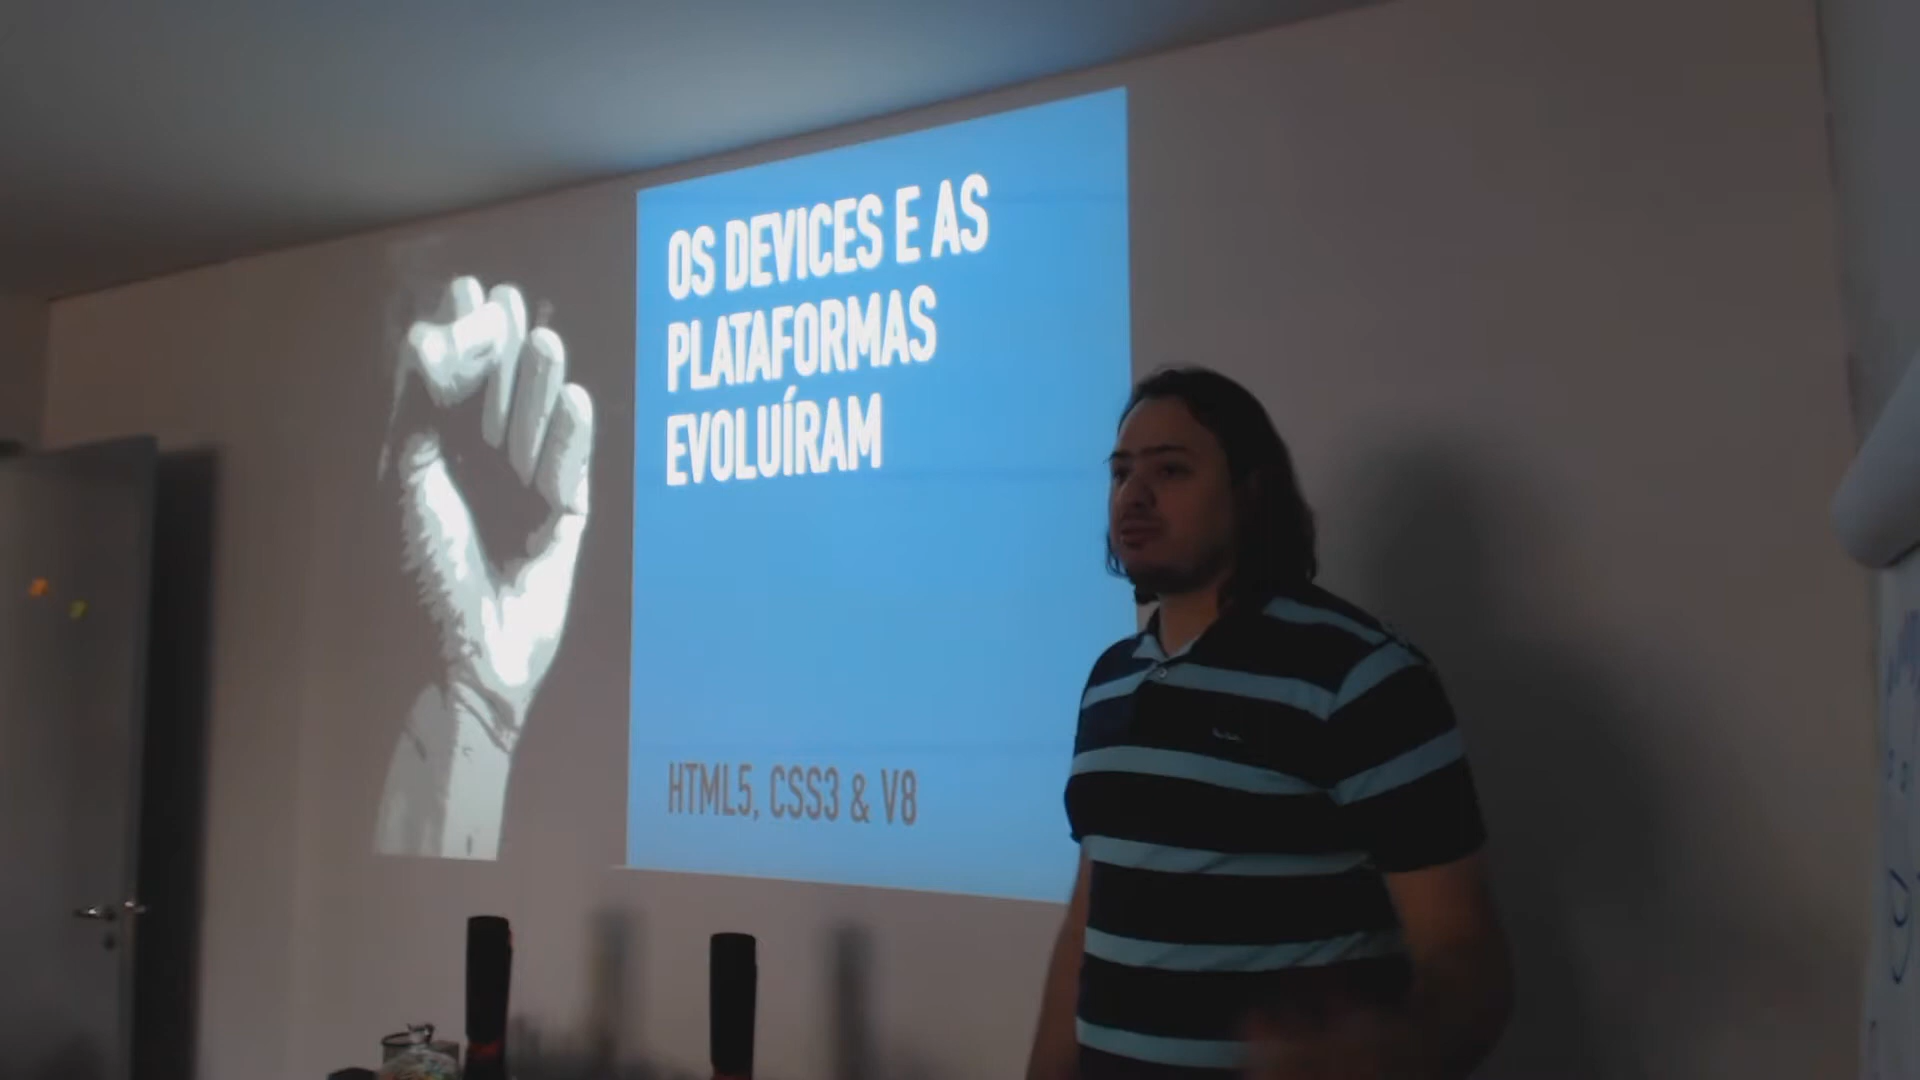 OS DEVICES E AS
PLATAFORMAS
EVOLUÍRAM
HTML5, CSS3 & V8